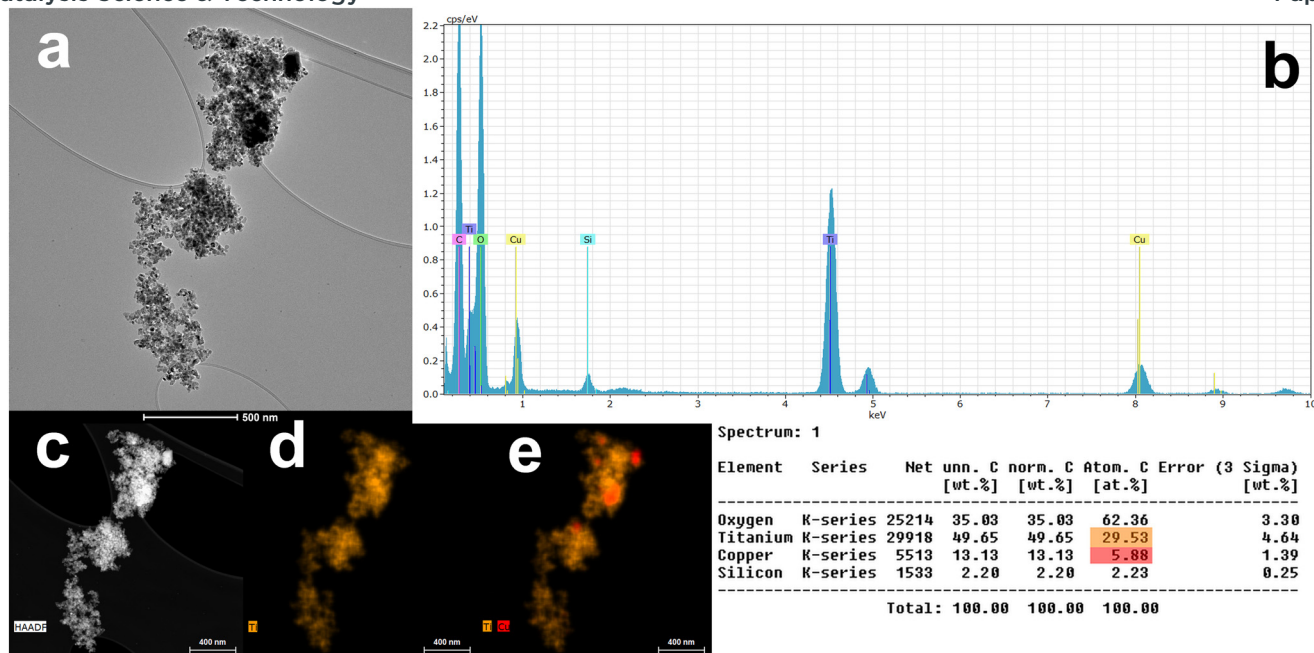 a
500 nm
b
cps/eV
2.2
2.0
1.8
1.6
1.4
1.2
1.0
0.8
0.6
0.4
0.2
0.0
C
Ti
O
Cu
Si
Ti
Cu
1 2 3 4 5 6 7 8 9 10
keV
c
HAADF
400 nm
d
Ti
400 nm
e
Ti Cu
400 nm
Spectrum: 1
Element Series Net unn. C norm. C Atom. C Error (3 Sigma)
[wt.%] [wt.%] [at.%] [wt.%]
Oxygen K-series 25214 35.03 35.03 62.36 3.30
Titanium K-series 29918 49.65 49.65 29.53 4.64
Copper K-series 5513 13.13 13.13 5.88 1.39
Silicon K-series 1533 2.20 2.20 2.23 0.25
Total: 100.00 100.00 100.00